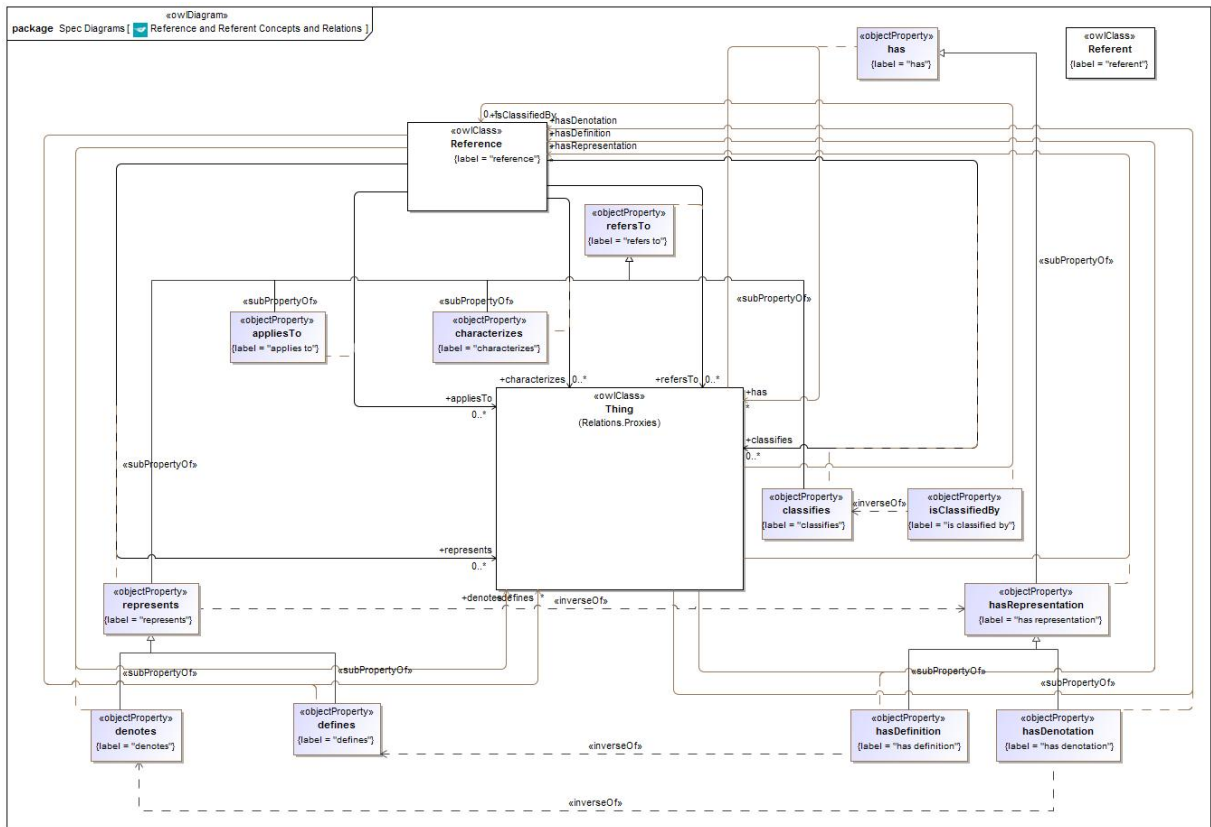 «owlDiagram»
package Spec Diagrams [ Reference and Referent Concepts and Relations ]
«objectProperty»
has
{label = "has"}
«owlClass»
Referent
{label = "referent"}
+isClassifiedBy
+hasDenotation
+hasDefinition
+hasRepresentation
*
«owlClass»
Reference
{label = "reference"}
«objectProperty»
refersTo
{label = "refers to"}
«subPropertyOf»
«subPropertyOf»
«subPropertyOf»
«subPropertyOf»
«objectProperty»
appliesTo
{label = "applies to"}
«objectProperty»
characterizes
{label = "characterizes"}
+characterizes 0..*
+refersTo 0..*
+appliesTo
0..*
+has
*
«owlClass»
Thing
(Relations.Proxies)
+classifies
0..*
«subPropertyOf»
«objectProperty»
classifies
{label = "classifies"}
«inverseOf»
«objectProperty»
isClassifiedBy
{label = "is classified by"}
+represents
0..*
«objectProperty»
represents
{label = "represents"}
+denotes
+defines *
«inverseOf»
«objectProperty»
hasRepresentation
{label = "has representation"}
«subPropertyOf»
«subPropertyOf»
«subPropertyOf»
«subPropertyOf»
«objectProperty»
denotes
{label = "denotes"}
«objectProperty»
defines
{label = "defines"}
«objectProperty»
hasDefinition
{label = "has definition"}
«objectProperty»
hasDenotation
{label = "has denotation"}
«inverseOf»
«inverseOf»